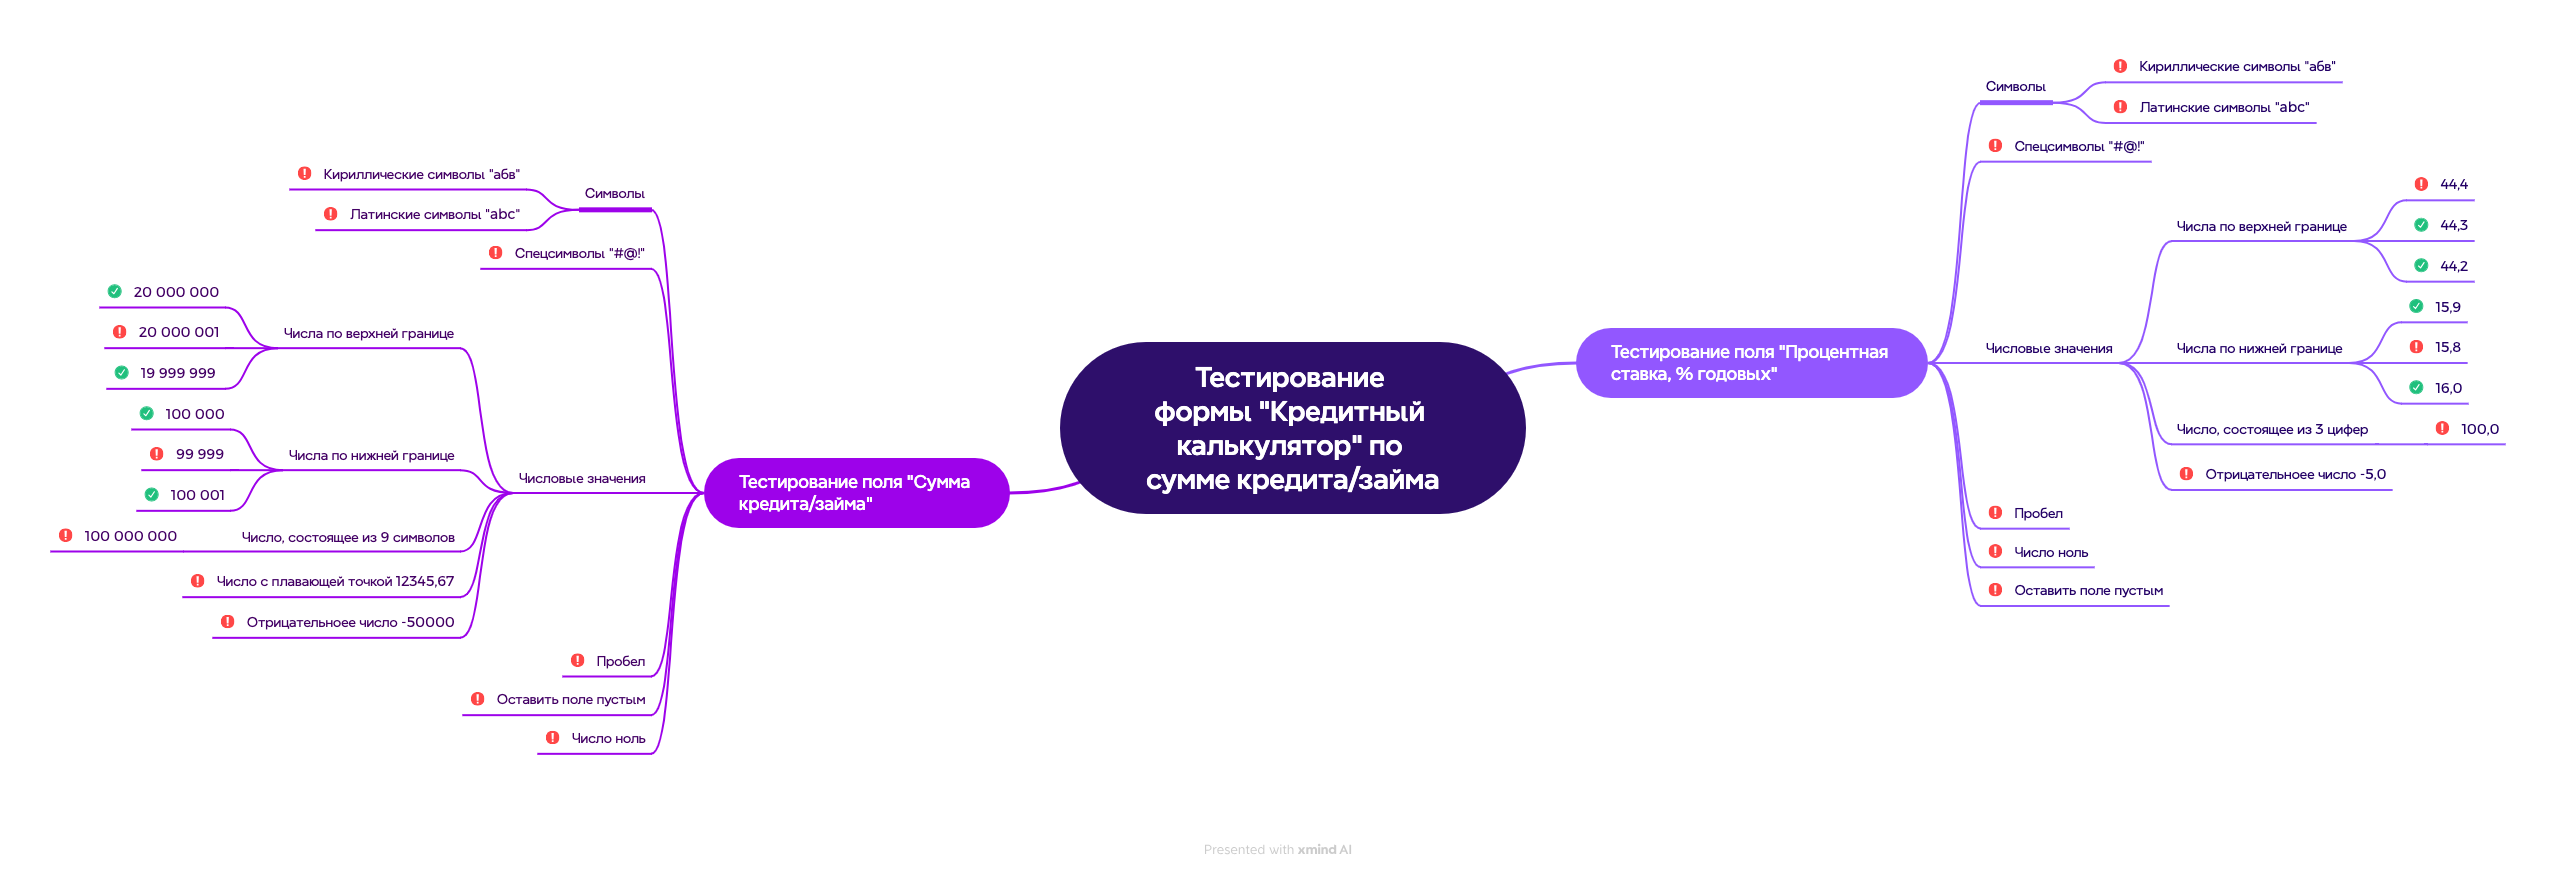 Тестирование
формы "Кредитный
калькулятор" по
сумме кредита/займа
Тестирование поля "Процентная
ставка, % годовых"
Символы
Кириллические символы "абв"
Латинские символы "abc"
Спецсимволы "#@!"
Числовые значения
Числа по верхней границе
44,4
44,3
44,2
Числа по нижней границе
15,9
15,8
16,0
Число, состоящее из 3 цифер
100,0
Отрицательноее число -5,0
Пробел
Число ноль
Оставить поле пустым
Тестирование поля "Сумма
кредита/займа"
Символы
Кириллические символы "абв"
Латинские символы "abc"
Спецсимволы "#@!"
Числовые значения
Числа по верхней границе
20 000 000
20 000 001
19 999 999
Числа по нижней границе
100 000
99 999
100 001
Число, состоящее из 9 символов
100 000 000
Число с плавающей точкой 12345,67
Отрицательноее число -50000
Пробел
Оставить поле пустым
Число ноль
Presented with xmind AI